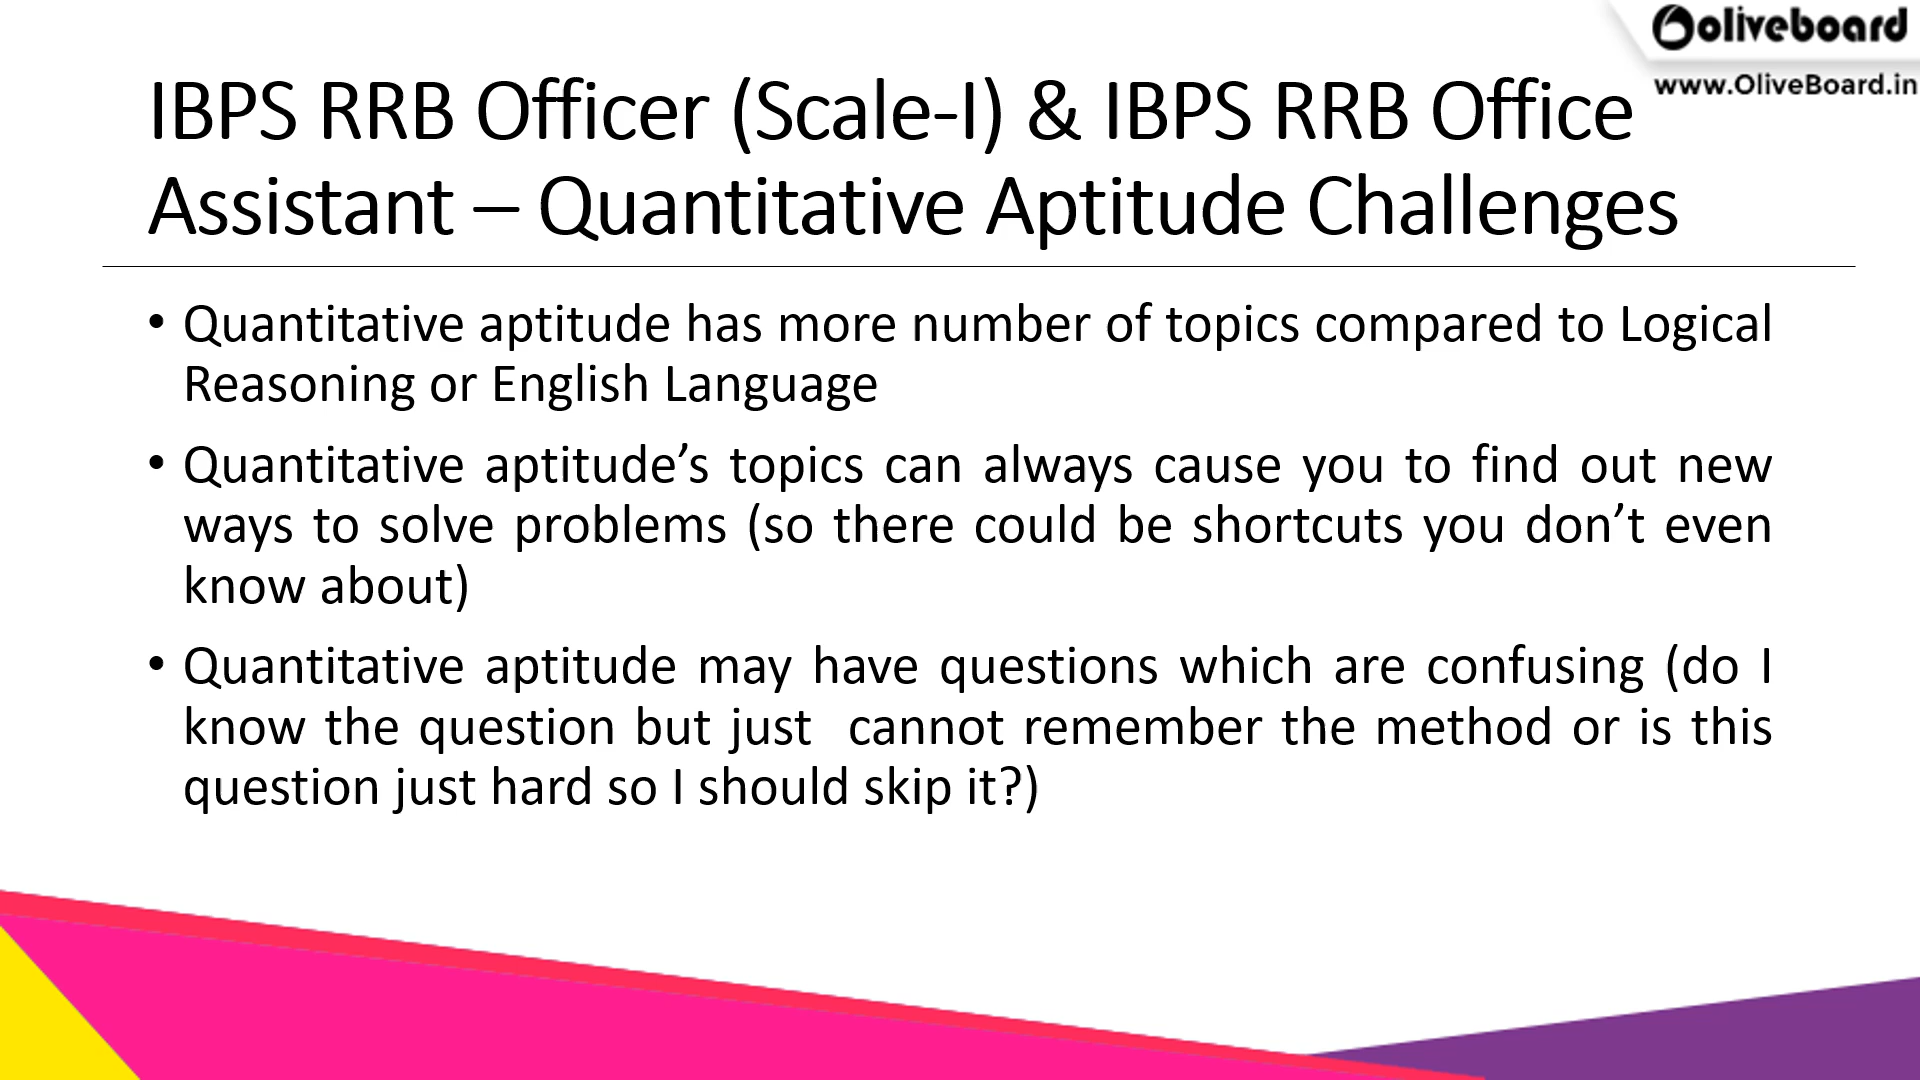 oliveboard
www.OliveBoard.in
IBPS RRB Officer (Scale-I) & IBPS RRB Office
Assistant – Quantitative Aptitude Challenges
• Quantitative aptitude has more number of topics compared to Logical
Reasoning or English Language
• Quantitative aptitude’s topics can always cause you to find out new
ways to solve problems (so there could be shortcuts you don’t even
know about)
• Quantitative aptitude may have questions which are confusing (do I
know the question but just  cannot remember the method or is this
question just hard so I should skip it?)